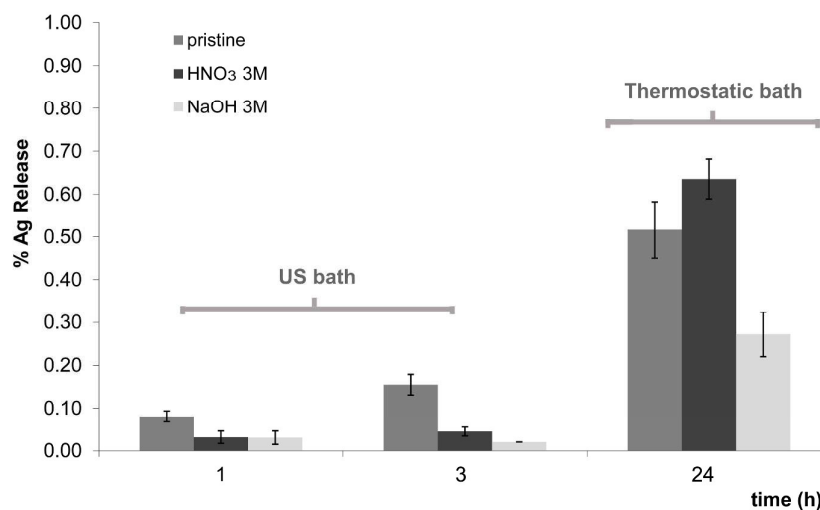 1.00
0.90
0.80
0.70
0.60
0.50
0.40
0.30
0.20
0.10
0.00
% Ag Release
pristine
HNO3 3M
NaOH 3M
US bath
Thermostatic bath
1 3 24
time (h)